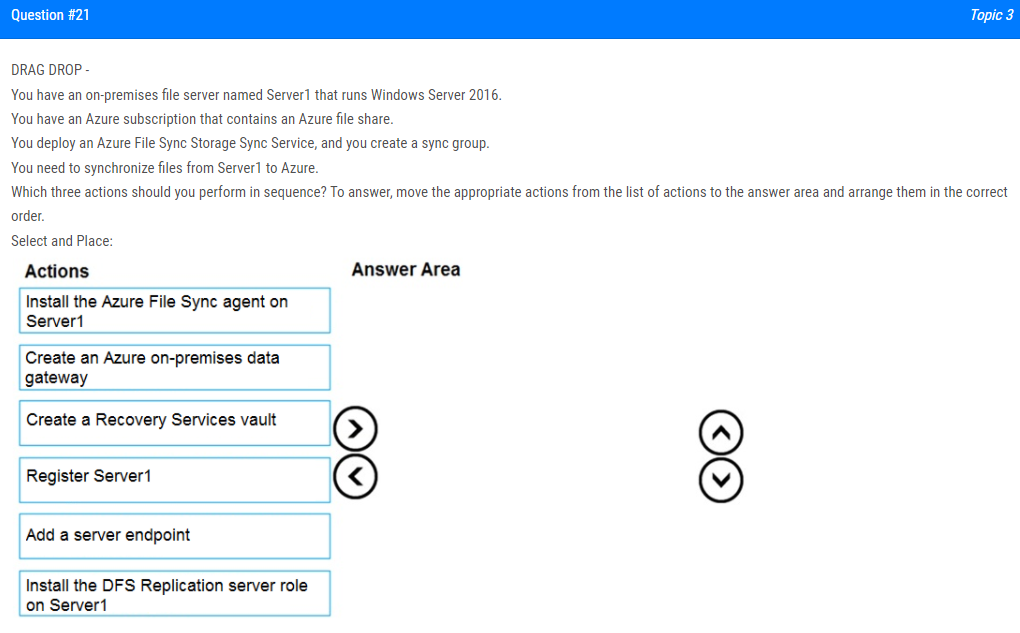 Question #21
Topic 3
DRAG DROP -
You have an on-premises file server named Server1 that runs Windows Server 2016.
You have an Azure subscription that contains an Azure file share.
You deploy an Azure File Sync Storage Sync Service, and you create a sync group.
You need to synchronize files from Server1 to Azure.
Which three actions should you perform in sequence? To answer, move the appropriate actions from the list of actions to the answer area and arrange them in the correct
order.
Select and Place:
Actions
Answer Area
Install the Azure File Sync agent on
Server1
Create an Azure on-premises data
gateway
Create a Recovery Services vault
Register Server1
Add a server endpoint
Install the DFS Replication server role
on Server1